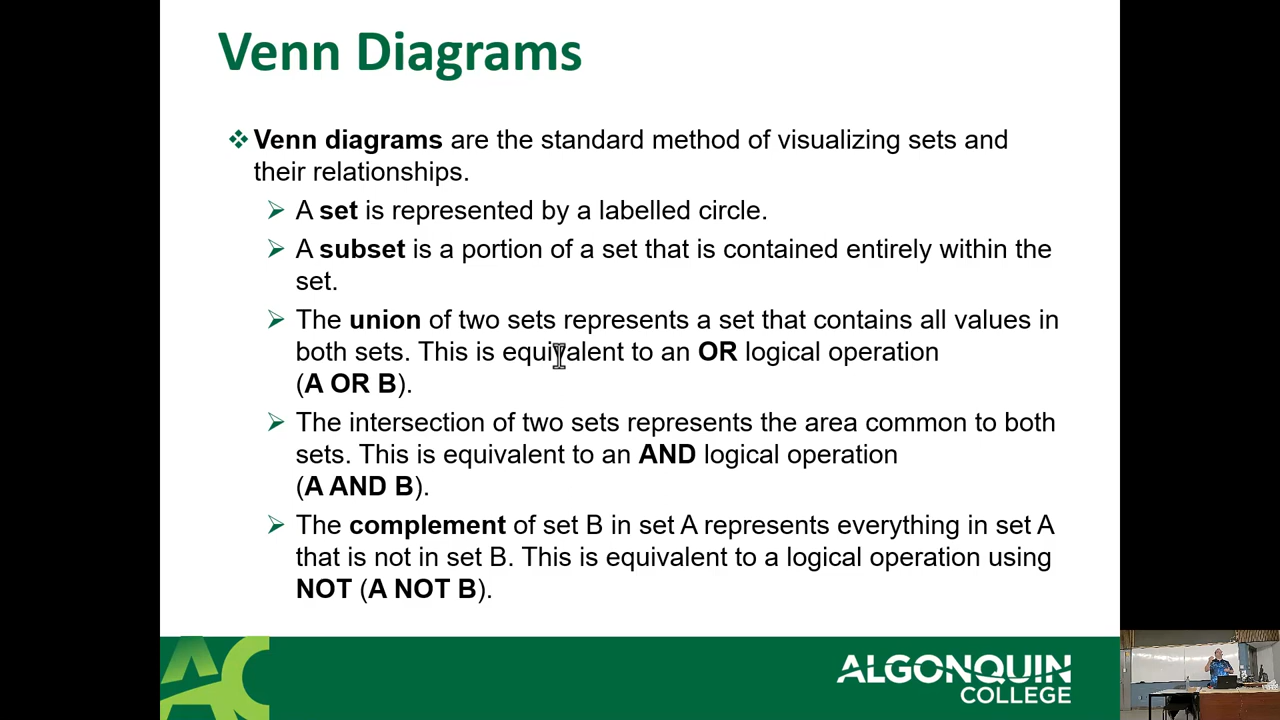 Venn Diagrams
Venn diagrams are the standard method of visualizing sets and
their relationships.
A set is represented by a labelled circle.
A subset is a portion of a set that is contained entirely within the
set.
The union of two sets represents a set that contains all values in
both sets. This is equivalent to an OR logical operation
(A OR B).
The intersection of two sets represents the area common to both
sets. This is equivalent to an AND logical operation
(A AND B).
The complement of set B in set A represents everything in set A
that is not in set B. This is equivalent to a logical operation using
NOT (A NOT B).
AC
ALGONQUIN
COLLEGE